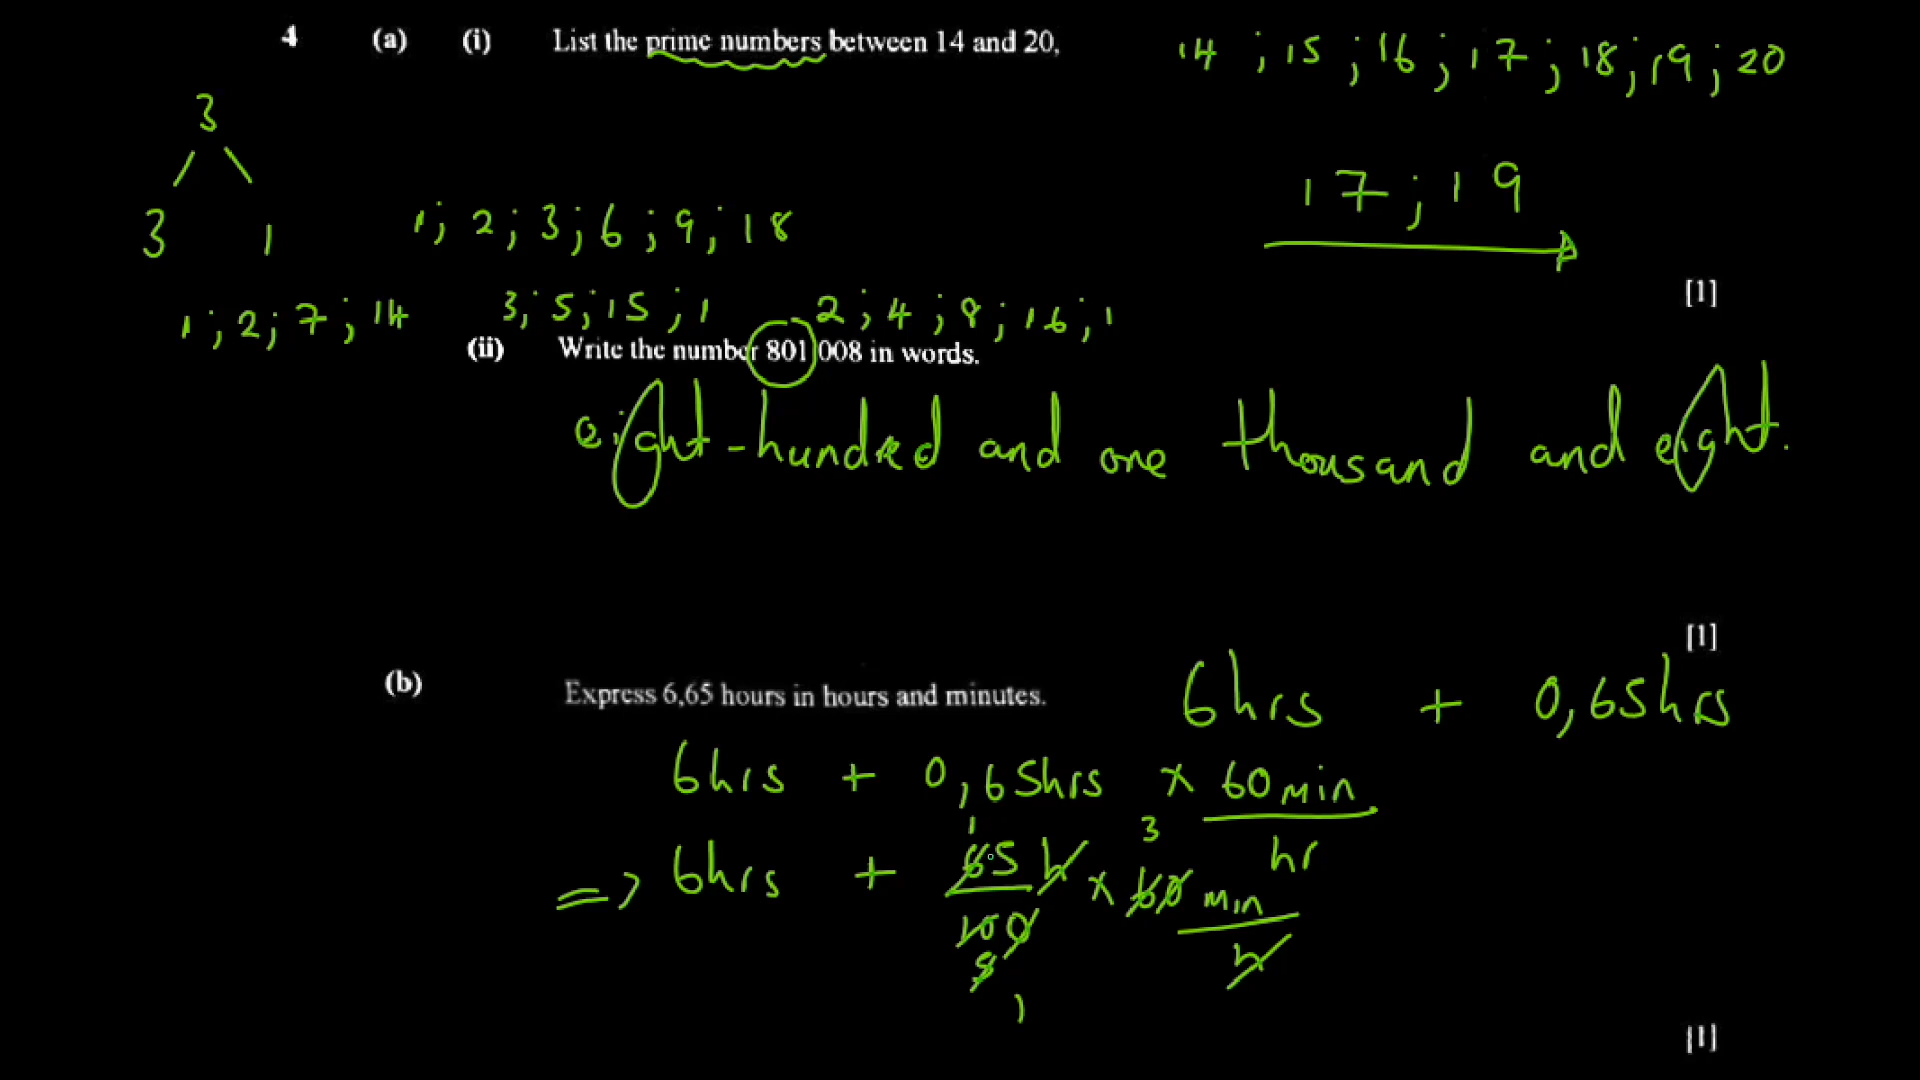 4 (a) (i) List the prime numbers between 14 and 20,
14 ; 15 ; 16 ; 17 ; 18 ; 19 ; 20
3
3 1
17 ; 19
1 ; 2 ; 3 ; 6 ; 9 ; 18
[1]
1 ; 2 ; 7 ; 14
3 ; 5 ; 15 ; 1
2 ; 4 ; 8 ; 16 ; 1
(ii) Write the number 801 008 in words.
eight-hundred and one thousand and eight.
[1]
(b) Express 6,65 hours in hours and minutes.
6hrs + 0,65hrs
6hrs + 0,65hrs × 60min
hr
1 3
=> 6hrs + 65 h × 60 min
100 h
1
[1]